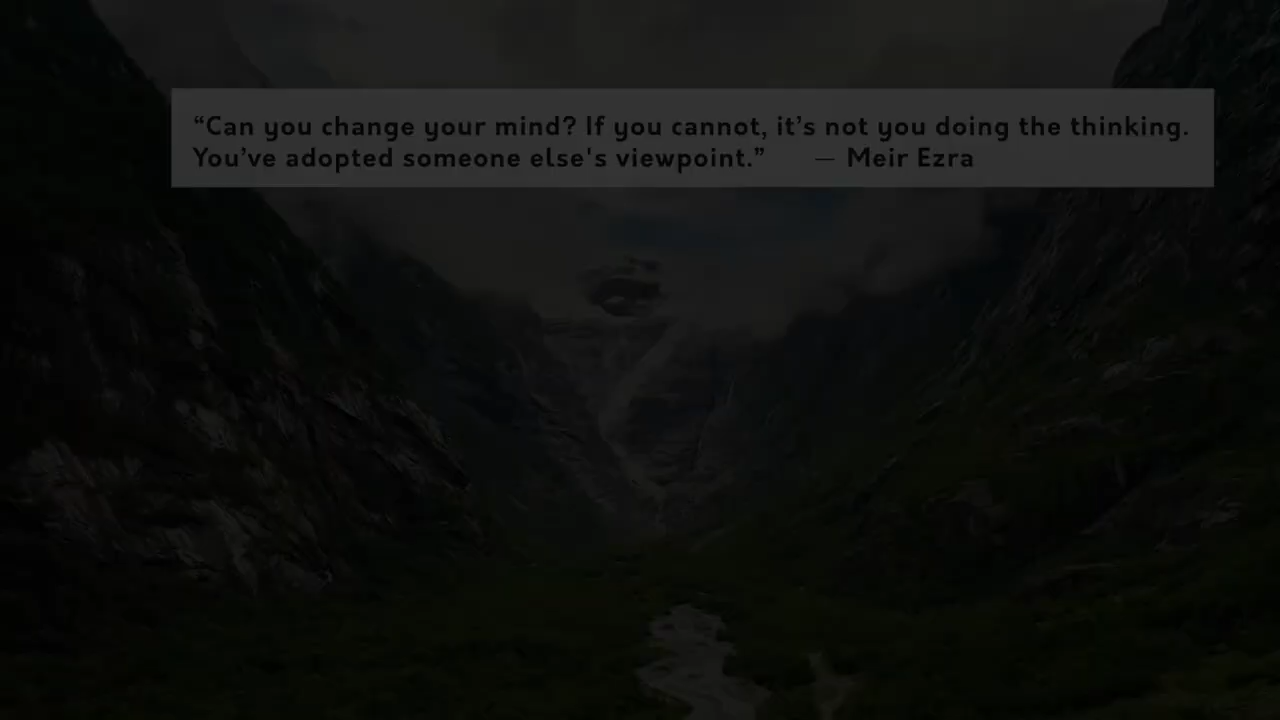 “Can you change your mind? If you cannot, it’s not you doing the thinking.
You’ve adopted someone else's viewpoint.” — Meir Ezra